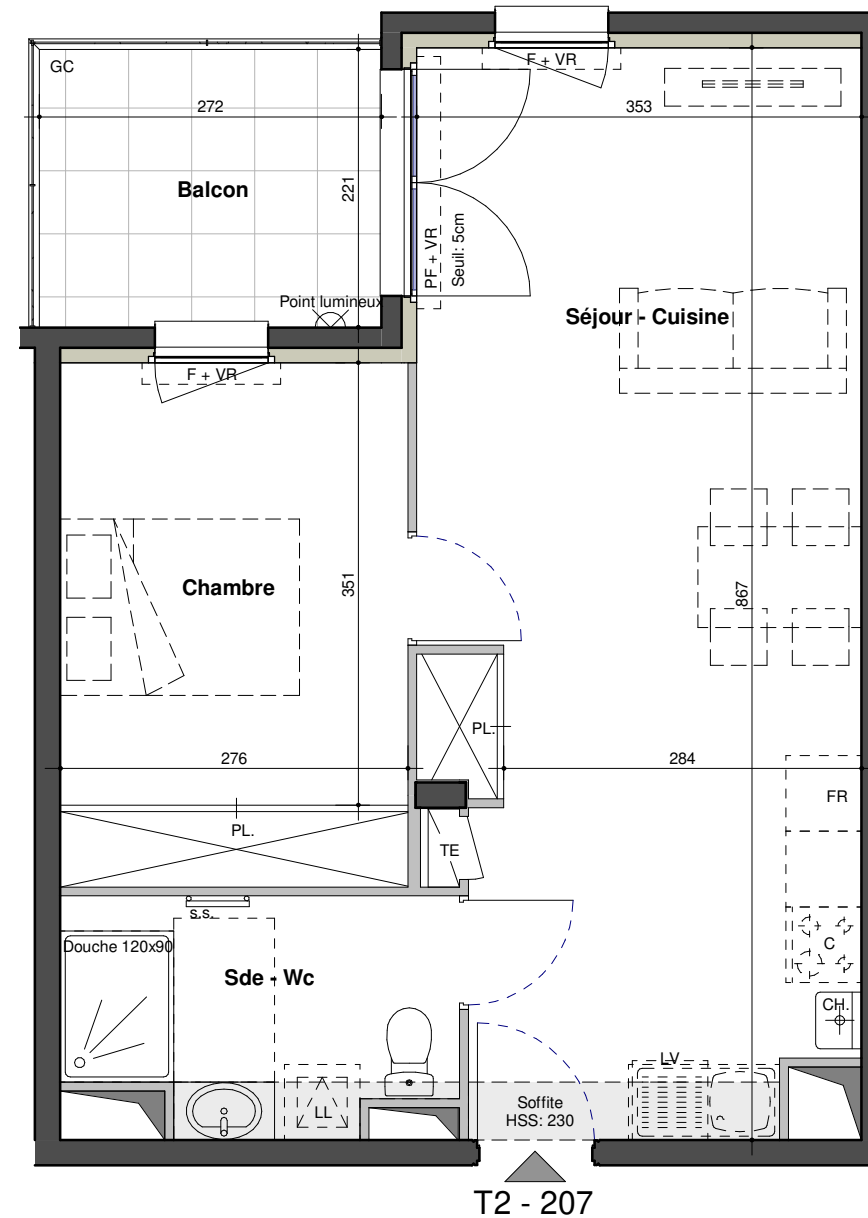 GC
F + VR
272
353
Balcon
221
PF + VR
Seuil: 5cm
Point lumineux
Séjour - Cuisine
F + VR
Chambre
351
867
PL.
276
284
FR
PL.
TE
s.s.
Douche 120x90
C
Sde - Wc
CH.
LV
LL
Soffite
HSS: 230
T2 - 207